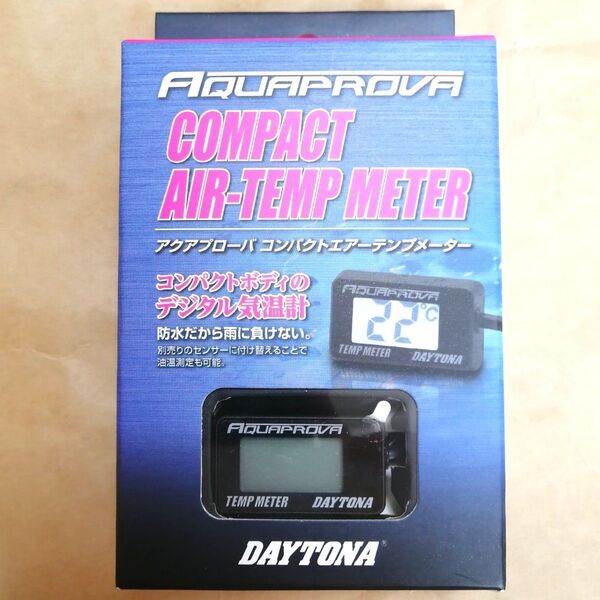 AQUAPROVA
COMPACT
AIR-TEMP METER
アクアプローバ コンパクトエアーテンプメーター
コンパクトボディの
デジタル気温計
防水だから雨に負けない。
別売りのセンサーに付け替えることで
油温測定も可能。
AQUAPROVA
22°C
TEMP METER DAYTONA
AQUAPROVA
TEMP METER DAYTONA
DAYTONA®